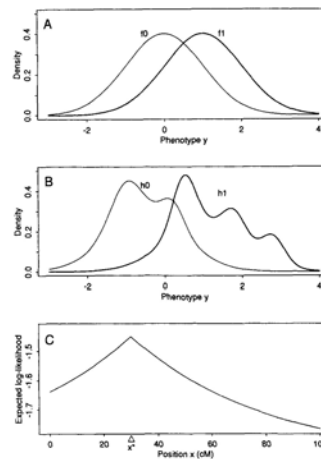 A
f0
f1
Density
0.4
0.2
0.0
-2
0
2
4
Phenotype y
B
h0
h1
Density
0.4
0.2
0.0
-2
0
2
4
Phenotype y
C
Expected log-likelihood
-1.5
-1.6
-1.7
0
20
40
60
80
100
x*
Position x (cM)